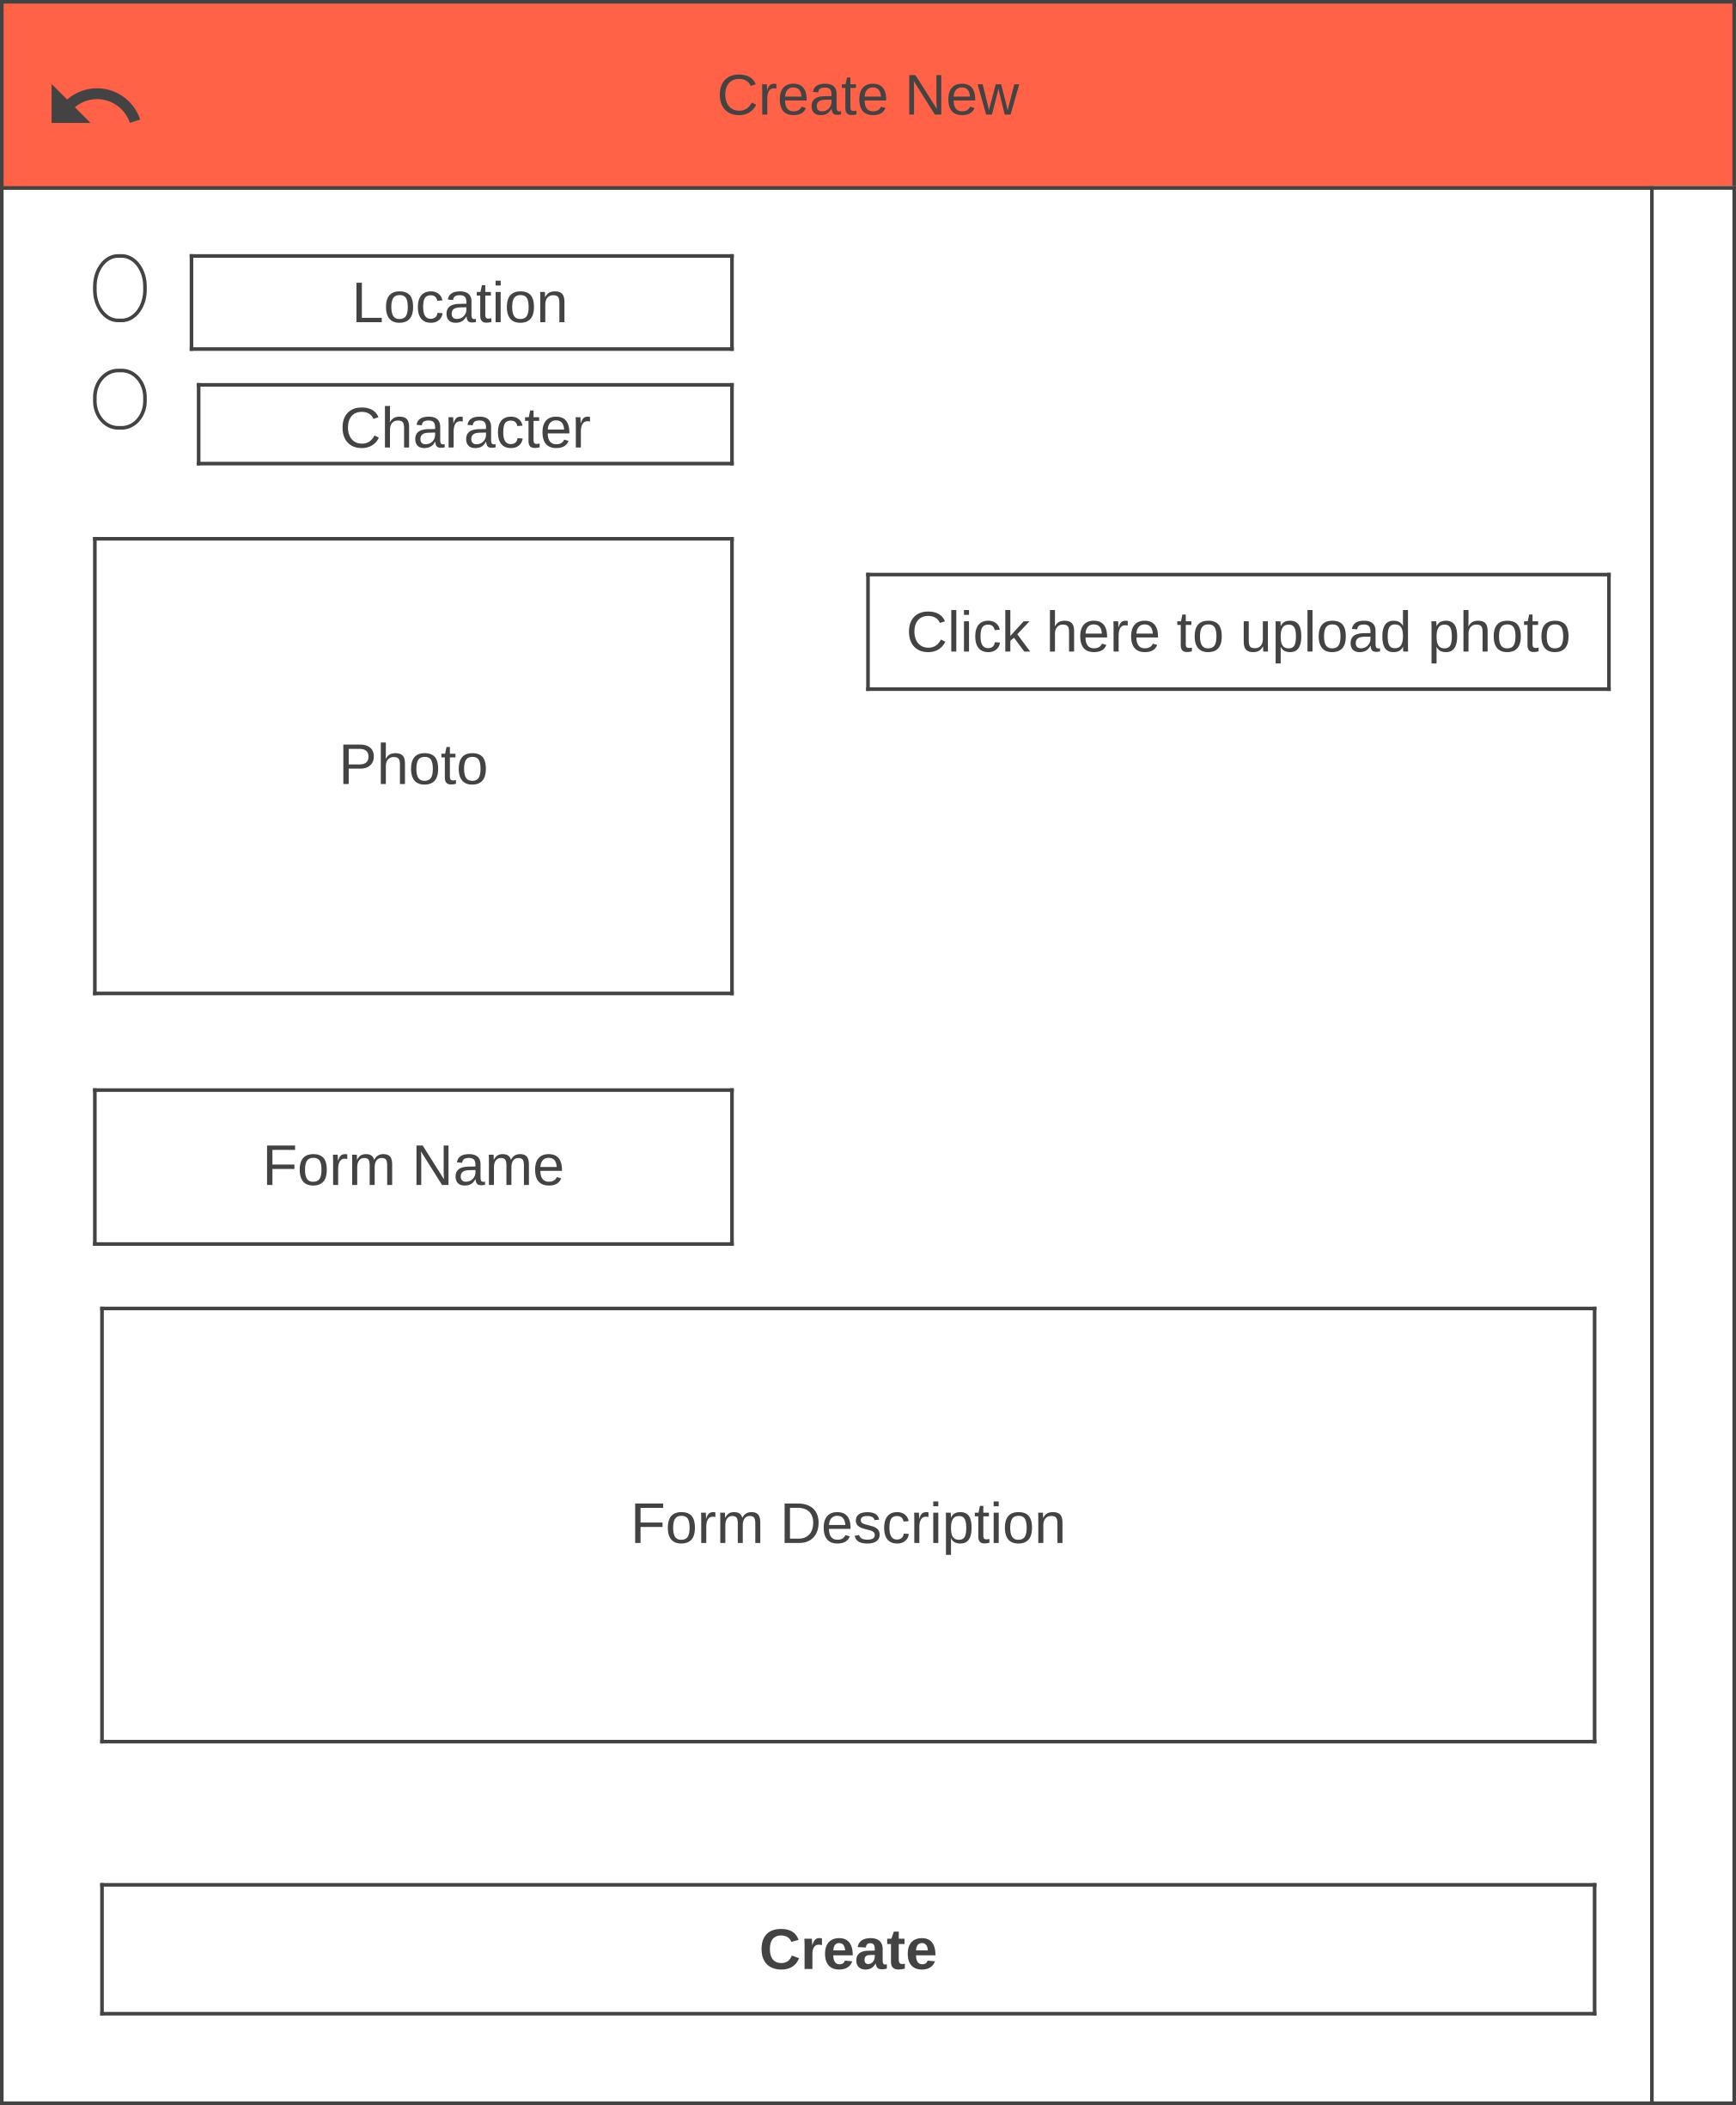 Create New
Location
Character
Click here to upload photo
Photo
Form Name
Form Description
Create